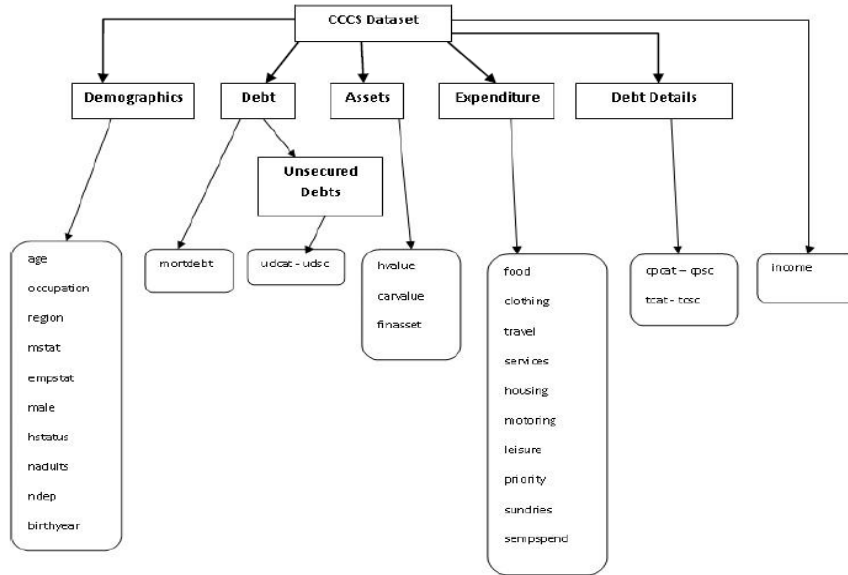 CCCS Dataset
Demographics
Debt
Assets
Expenditure
Debt Details
Unsecured
Debts
age
occupation
region
mstat
empstat
male
hstatus
nadults
ndep
birthyear
mortdebt
udcat - udsc
hvalue
carvalue
finasset
food
clothing
travel
services
housing
motoring
leisure
priority
sundries
sempspend
cpcat – cpsc
tcat - tcsc
income